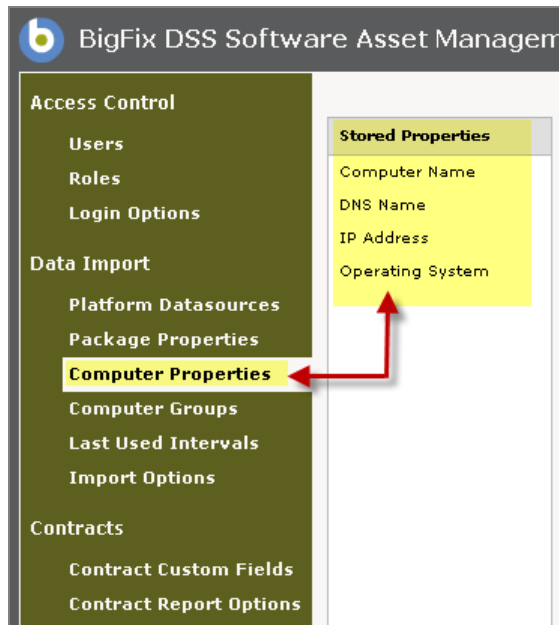 BigFix DSS Software Asset Managem
Access Control
Users
Roles
Login Options
Data Import
Platform Datasources
Package Properties
Computer Properties
Computer Groups
Last Used Intervals
Import Options
Contracts
Contract Custom Fields
Contract Report Options
Stored Properties
Computer Name
DNS Name
IP Address
Operating System